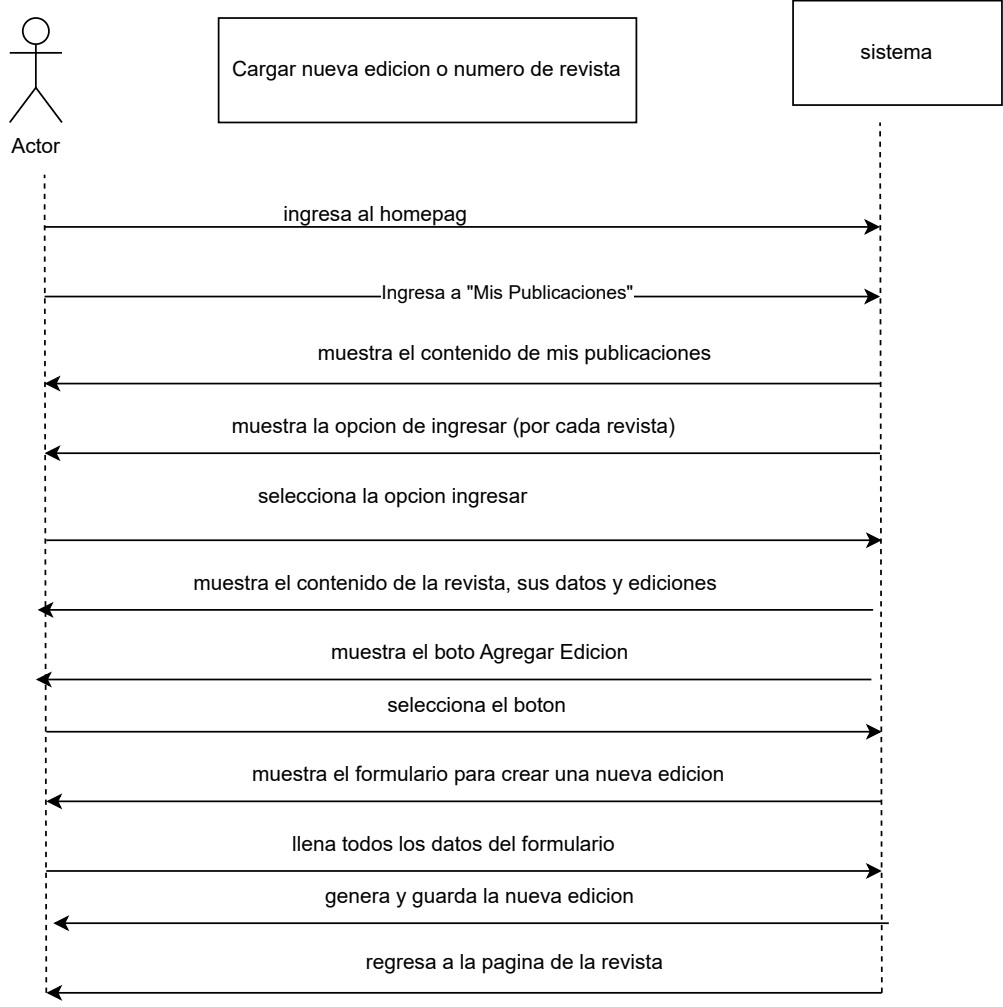 Cargar nueva edicion o numero de revista
sistema
Actor
ingresa al homepag
Ingresa a "Mis Publicaciones"
muestra el contenido de mis publicaciones
muestra la opcion de ingresar (por cada revista)
selecciona la opcion ingresar
muestra el contenido de la revista, sus datos y ediciones
muestra el boto Agregar Edicion
selecciona el boton
muestra el formulario para crear una nueva edicion
llena todos los datos del formulario
genera y guarda la nueva edicion
regresa a la pagina de la revista